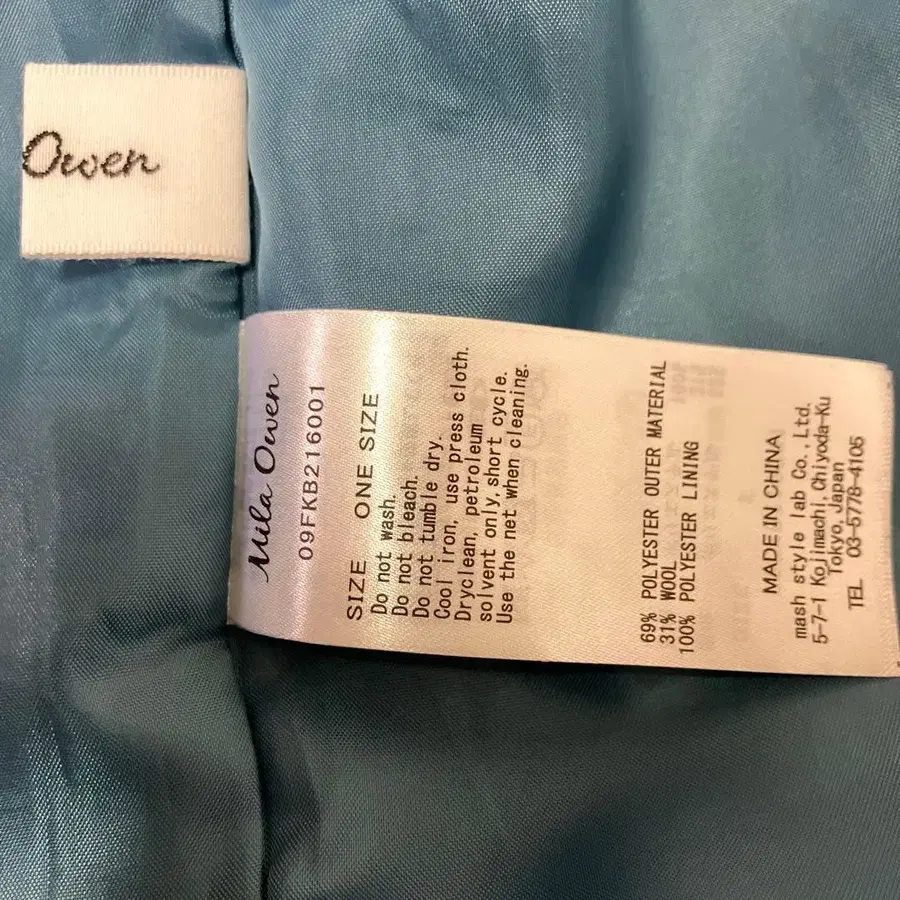 Owen
Mila Owen
09FKB216001
SIZE ONE SIZE
Do not wash.
Do not bleach.
Do not tumble dry.
Cool iron, use press cloth.
Dryclean, petroleum
solvent only, short cycle.
Use the net when cleaning.
69% POLYESTER OUTER MATERIAL
31% WOOL
100% POLYESTER LINING
MADE IN CHINA
mash style lab Co., Ltd.
5-7-1 Kojimachi, Chiyoda-Ku
Tokyo, Japan
TEL 03-5778-4105